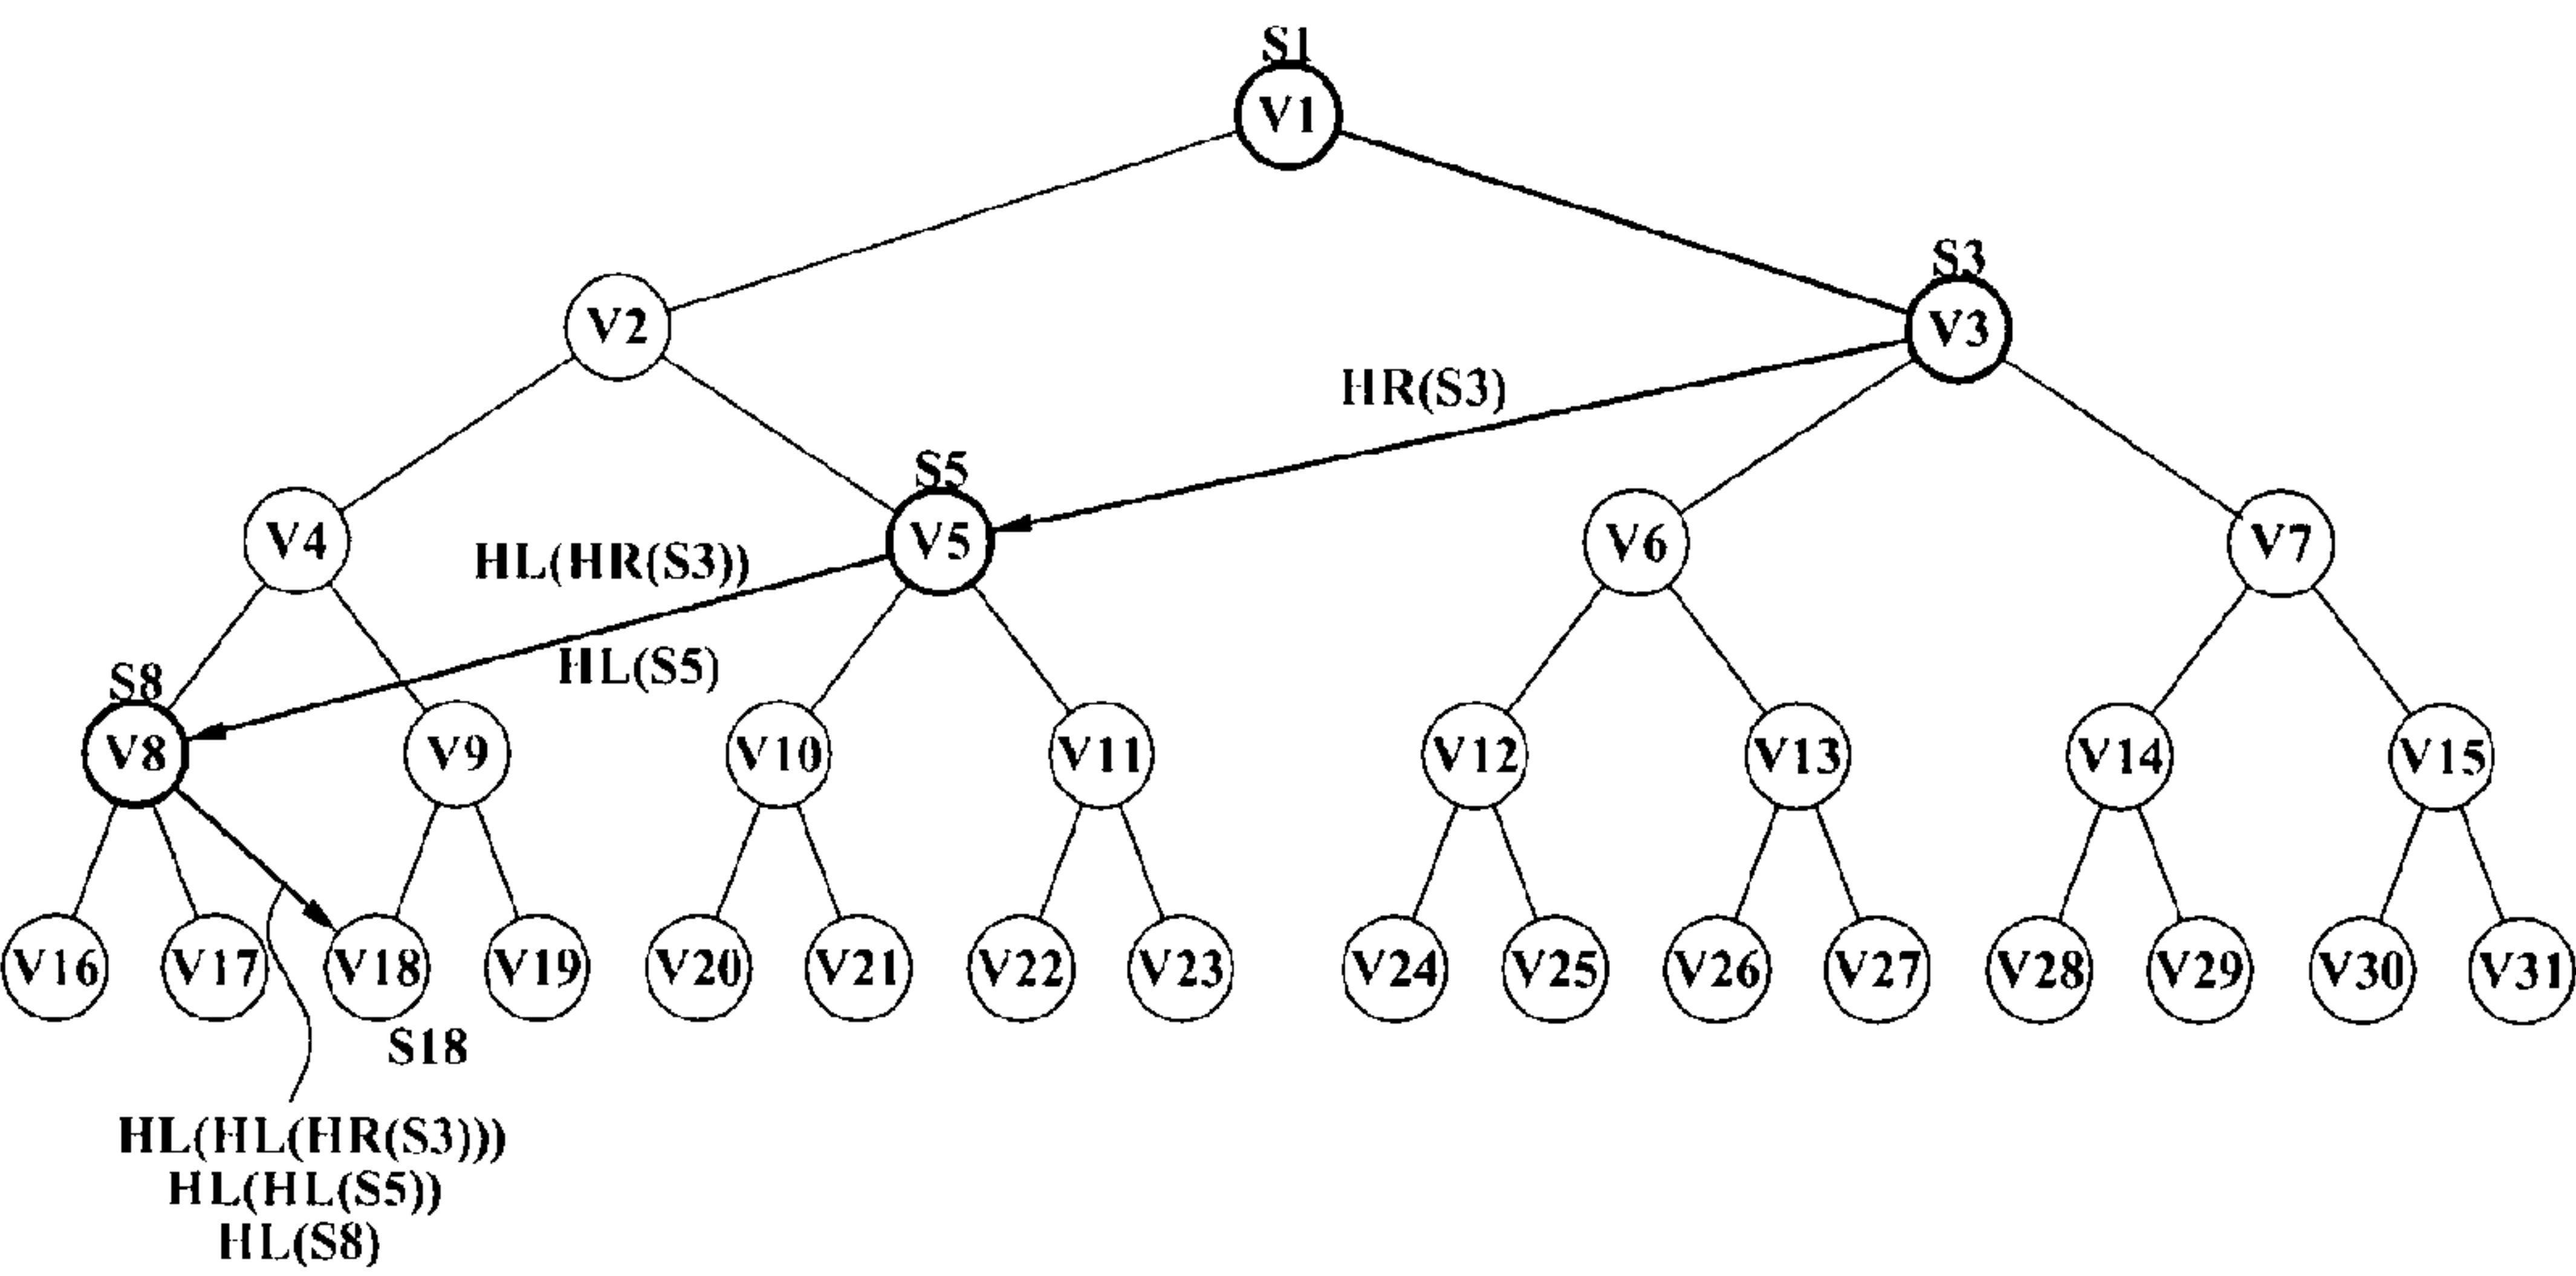 S1
V1
S3
V2
V3
HR(S3)
S5
V4
V5
V6
V7
HL(HR(S3))
HL(S5)
S8
V8
V9
V10
V11
V12
V13
V14
V15
V16
V17
V18
V19
V20
V21
V22
V23
V24
V25
V26
V27
V28
V29
V30
V31
S18
HL(HL(HR(S3)))
HL(HL(S5))
HL(S8)